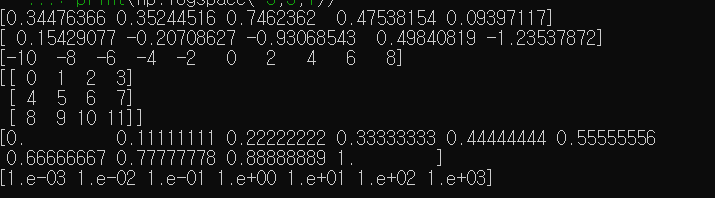 [0.34476366 0.35244516 0.7462362  0.47538154 0.09397117]
[ 0.15429077 -0.20708627 -0.93068543  0.49840819 -1.23537872]
[-10  -8  -6  -4  -2   0   2   4   6   8]
[[ 0  1  2  3]
 [ 4  5  6  7]
 [ 8  9 10 11]]
[0.         0.11111111 0.22222222 0.33333333 0.44444444 0.55555556
 0.66666667 0.77777778 0.88888889 1.        ]
[1.e-03 1.e-02 1.e-01 1.e+00 1.e+01 1.e+02 1.e+03]